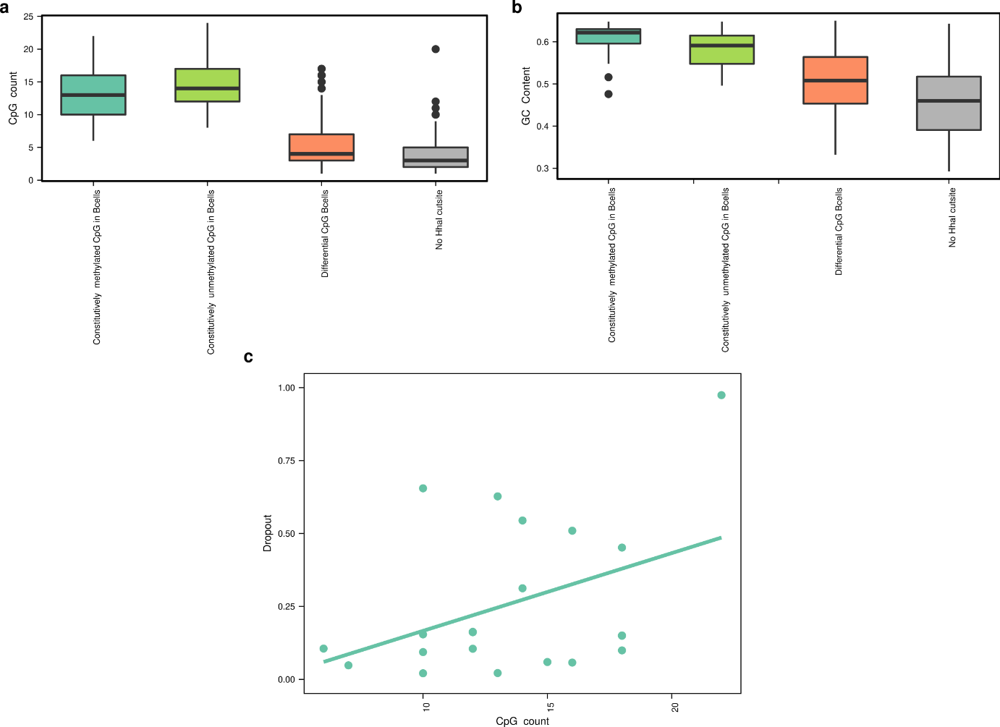 a
25
20
15
10
5
0
CpG count
Constitutively methylated CpG in Bcells
Constitutively unmethylated CpG in Bcells
Differential CpG Bcells
No HhaI cutsite
b
0.6
0.5
0.4
0.3
GC Content
Constitutively methylated CpG in Bcells
Constitutively unmethylated CpG in Bcells
Differential CpG Bcells
No HhaI cutsite
c
1.00
0.75
0.50
0.25
0.00
Dropout
10
15
20
CpG count